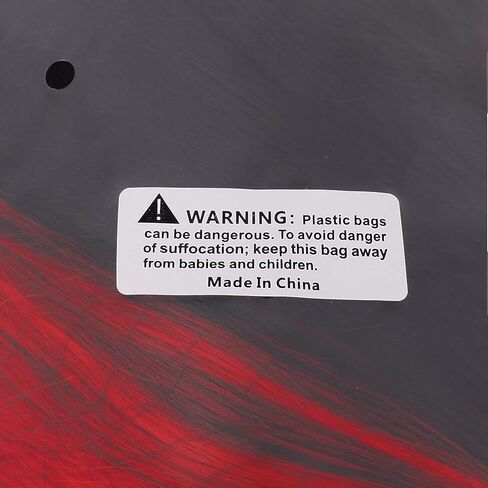 WARNING: Plastic bags
can be dangerous. To avoid danger
of suffocation; keep this bag away
from babies and children.
Made In China